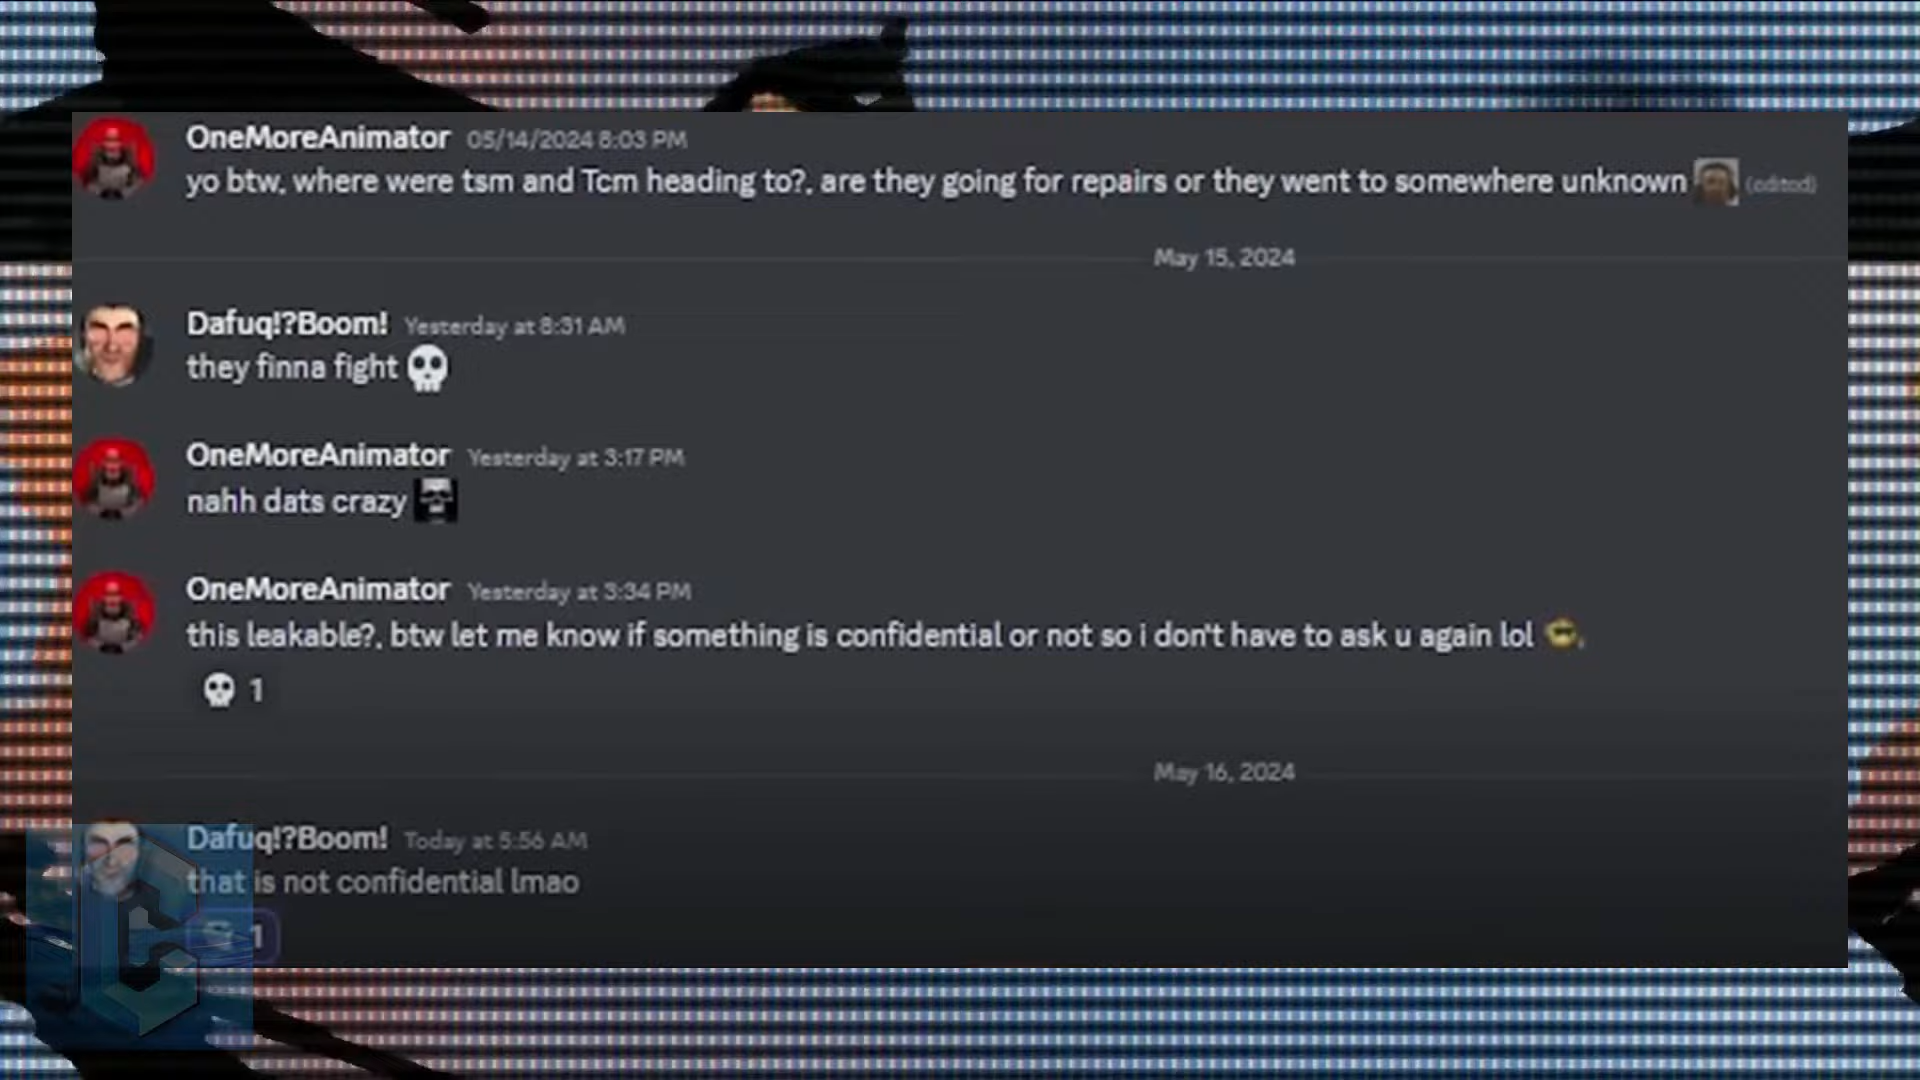 OneMoreAnimator 05/14/2024 8:03 PM
yo btw, where were tsm and Tcm heading to?, are they going for repairs or they went to somewhere unknown (edited)
May 15, 2024
Dafuq!?Boom! Yesterday at 8:31 AM
they finna fight 💀
OneMoreAnimator Yesterday at 3:17 PM
nahh dats crazy
OneMoreAnimator Yesterday at 3:34 PM
this leakable?, btw let me know if something is confidential or not so i don't have to ask u again lol .
💀 1
May 16, 2024
Dafuq!?Boom! Today at 5:56 AM
that is not confidential lmao
1